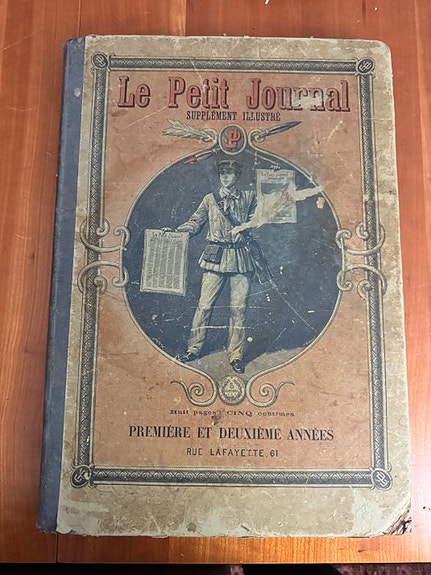 Le Petit Journal
SUPPLÉMENT ILLUSTRÉ
Huit pages : CINQ centimes
PREMIÈRE ET DEUXIÈME ANNÉES
RUE LAFAYETTE, 61